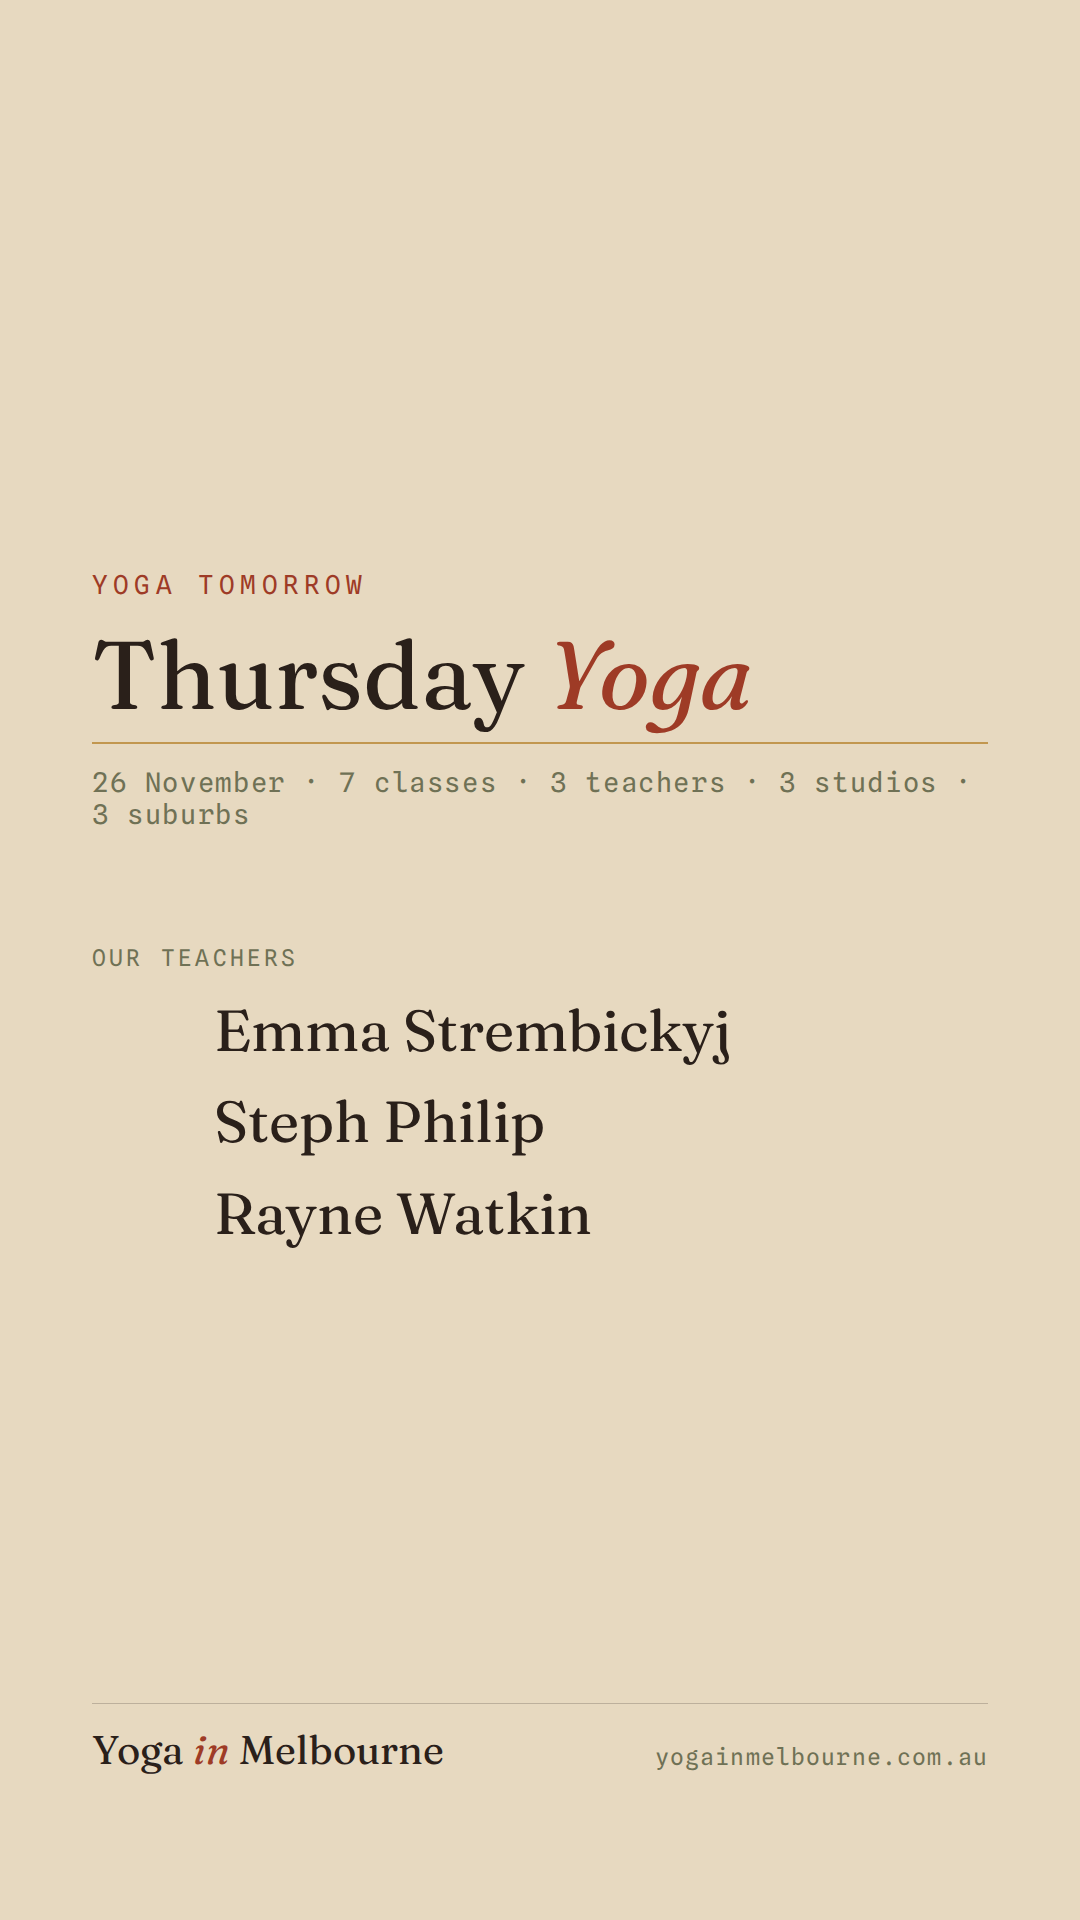 YOGA TOMORROW
Thursday Yoga
26 November · 7 classes · 3 teachers · 3 studios ·
3 suburbs
OUR TEACHERS
Emma Strembickyj
Steph Philip
Rayne Watkin
Yoga in Melbourne
yogainmelbourne.com.au